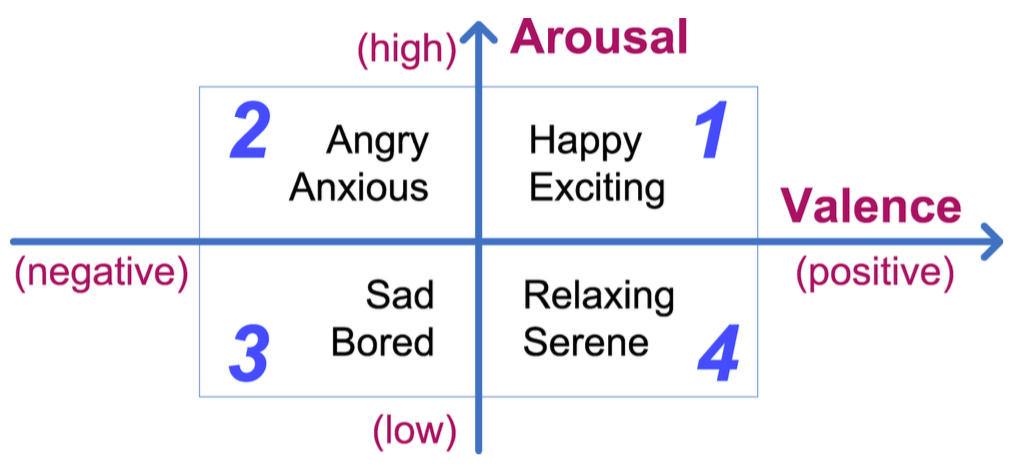 (high)
Arousal
2
Angry
Anxious
Happy
Exciting
1
Valence
(negative)
(positive)
Sad
Bored
3
Relaxing
Serene
4
(low)